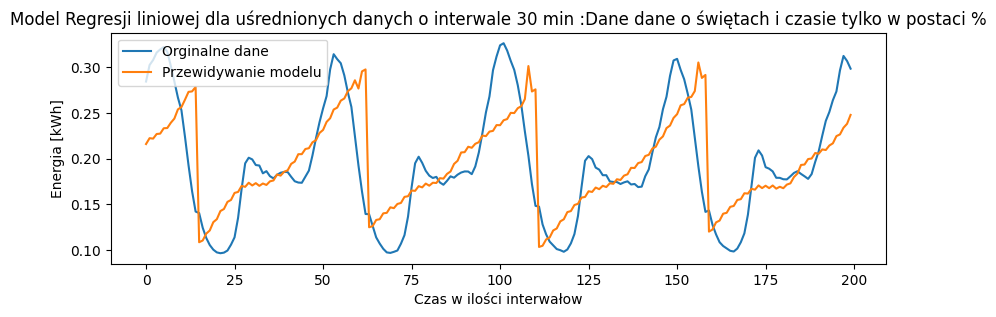 Model Regresji liniowej dla uśrednionych danych o interwale 30 min :Dane dane o świętach i czasie tylko w postaci %
Orginalne dane
Przewidywanie modelu
Energia [kWh]
0.30
0.25
0.20
0.15
0.10
0 25 50 75 100 125 150 175 200
Czas w ilości interwałow